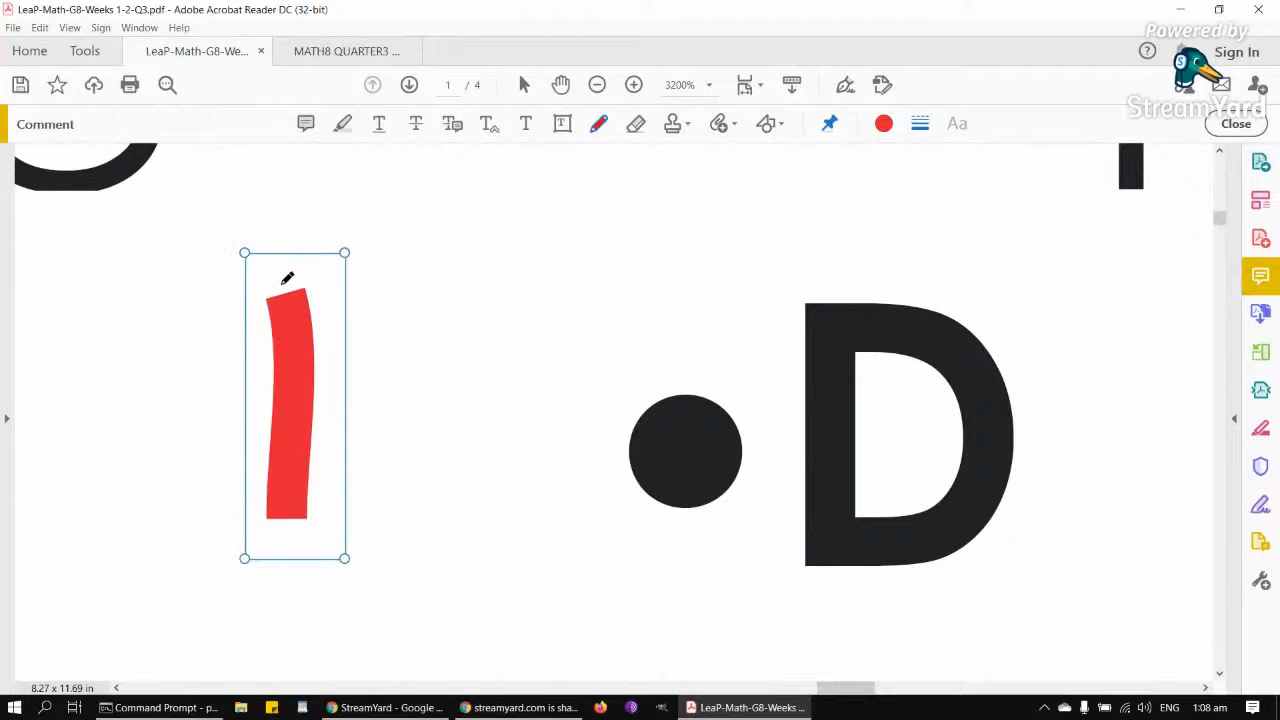 LeaP-Math-G8-Weeks 1-2-Q3.pdf - Adobe Acrobat Reader DC (32-bit)
File Edit View Sign Window Help
Powered by
Home Tools LeaP-Math-G8-We... × MATH8 QUARTER3 ... Sign In
1 / 4 3200%
StreamYard
Comment Aa Close
D
8.27 x 11.69 in
Command Prompt - p... StreamYard - Google ... streamyard.com is sha... LeaP-Math-G8-Weeks ... ENG 1:08 am